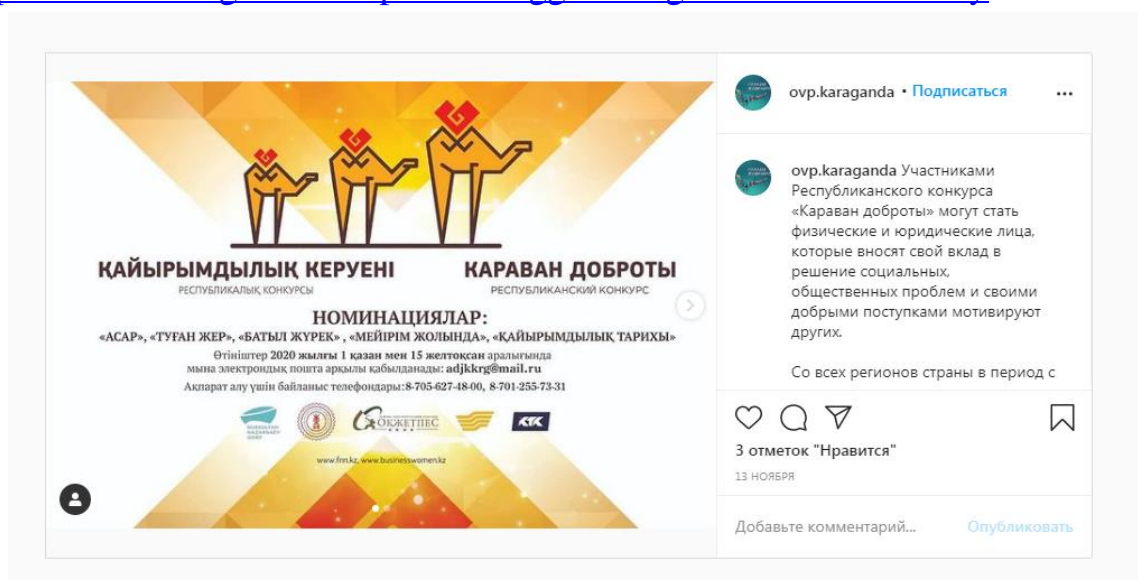 ҚАЙЫРЫМДЫЛЫҚ КЕРУЕНІ
РЕСПУБЛИКАЛЫҚ КОНКУРСЫ
КАРАВАН ДОБРОТЫ
РЕСПУБЛИКАНСКИЙ КОНКУРС
НОМИНАЦИЯЛАР:
«АСАР», «ТУҒАН ЖЕР», «БАТЫЛ ЖҮРЕК» , «МЕЙІРІМ ЖОЛЫНДА», «ҚАЙЫРЫМДЫЛЫҚ ТАРИХЫ»
Өтініштер 2020 жылғы 1 қазан мен 15 желтоқсан аралығында
мына электрондық пошта арқылы қабылданады: adjkkrg@mail.ru
Ақпарат алу үшін байланыс телефондары:8-705-627-48-00, 8-701-255-73-31
NURSULTAN
NAZARBAYEV
QORY
ОКЖЕТПЕС
КТК
www.fnn.kz, www.businesswomen.kz
ovp.karaganda • Подписаться
ovp.karaganda Участниками
Республиканского конкурса
«Караван доброты» могут стать
физические и юридические лица,
которые вносят свой вклад в
решение социальных,
общественных проблем и своими
добрыми поступками мотивируют
других.
Со всех регионов страны в период с
3 отметок "Нравится"
13 НОЯБРЯ
Добавьте комментарий...
Опубликовать